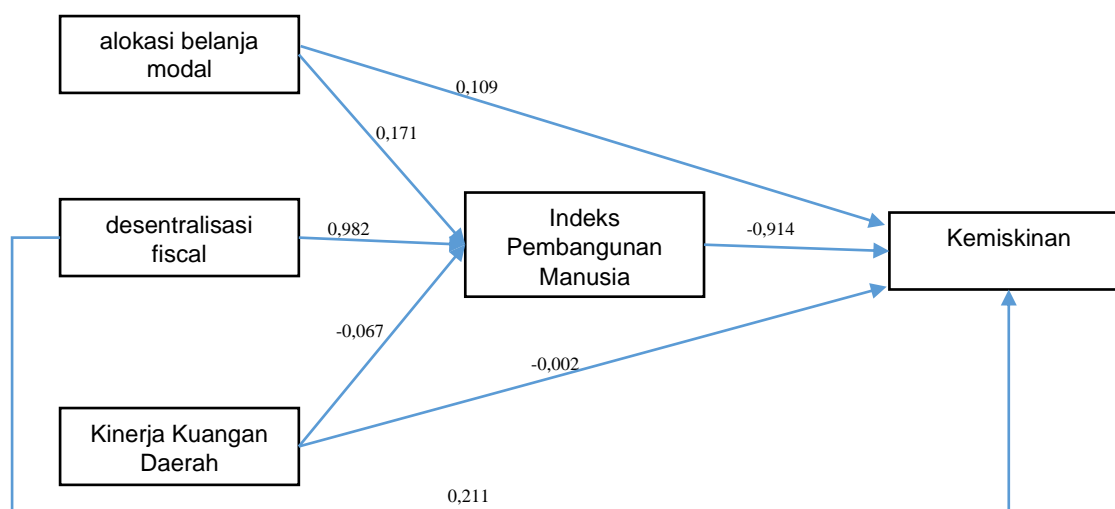 alokasi belanja
modal
0,109
0,171
desentralisasi
fiscal
0,982
Indeks
Pembangunan
Manusia
-0,914
Kemiskinan
-0,067
-0,002
Kinerja Kuangan
Daerah
0,211